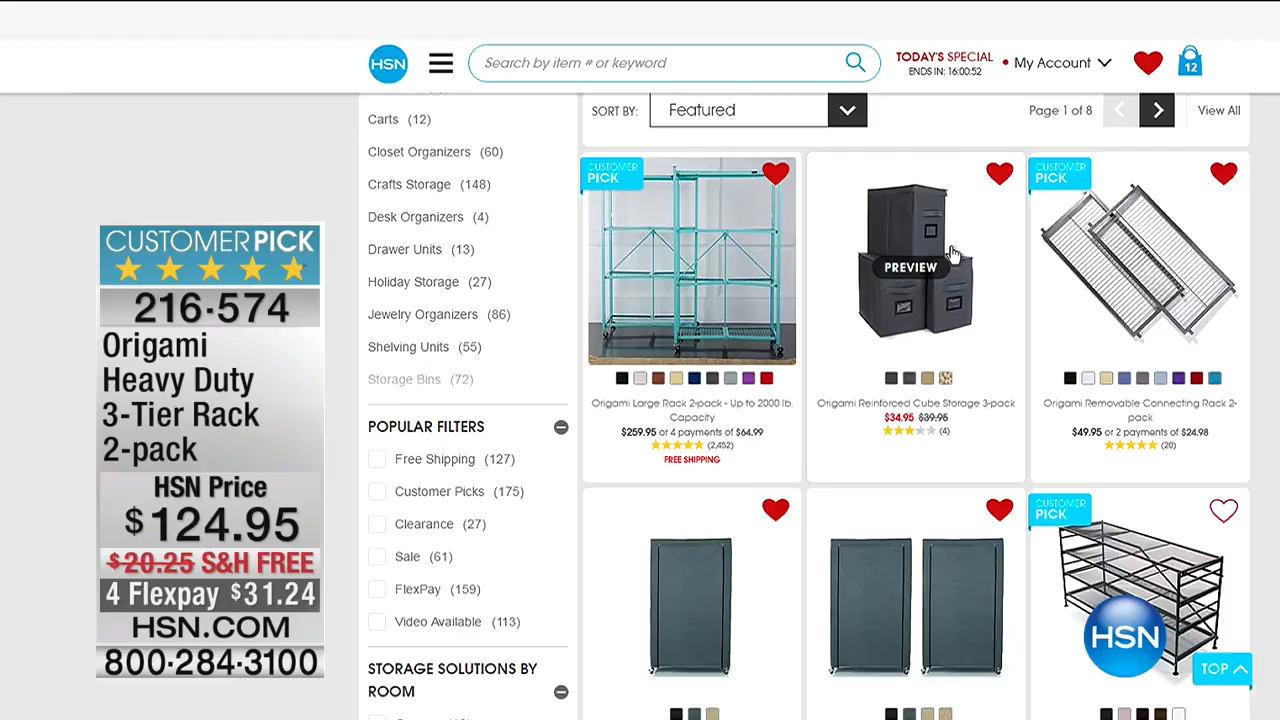 HSN
Search by item # or keyword
TODAY'S SPECIAL
ENDS IN: 16:00:52
My Account
12
Carts (12)
Closet Organizers (60)
Crafts Storage (148)
Desk Organizers (4)
Drawer Units (13)
Holiday Storage (27)
Jewelry Organizers (86)
Shelving Units (55)
Storage Bins (72)
POPULAR FILTERS
Free Shipping (127)
Customer Picks (175)
Clearance (27)
Sale (61)
FlexPay (159)
Video Available (113)
STORAGE SOLUTIONS BY
ROOM
SORT BY:
Featured
Page 1 of 8
View All
CUSTOMER
PICK
Origami Large Rack 2-pack - Up to 2000 lb.
Capacity
$259.95 or 4 payments of $64.99
(2,452)
FREE SHIPPING
PREVIEW
Origami Reinforced Cube Storage 3-pack
$34.95 $39.95
(4)
CUSTOMER
PICK
Origami Removable Connecting Rack 2-
pack
$49.95 or 2 payments of $24.98
(20)
CUSTOMER
PICK
HSN
TOP
CUSTOMER PICK
216-574
Origami
Heavy Duty
3-Tier Rack
2-pack
HSN Price
$124.95
$20.25 S&H FREE
4 Flexpay $31.24
HSN.COM
800-284-3100